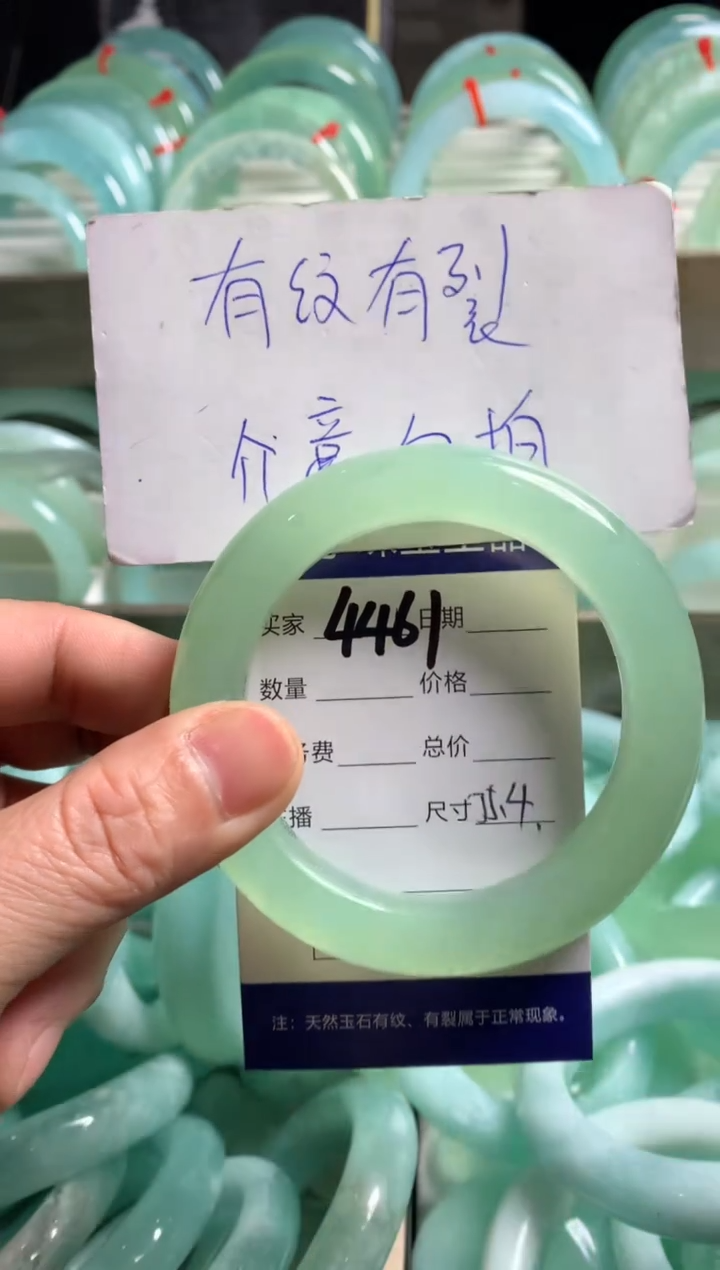 有纹有裂
介意勿拍
买家 4461 日期
数量 价格
务费 总价
播 尺寸
注：天然玉石有纹、有裂属于正常现象。